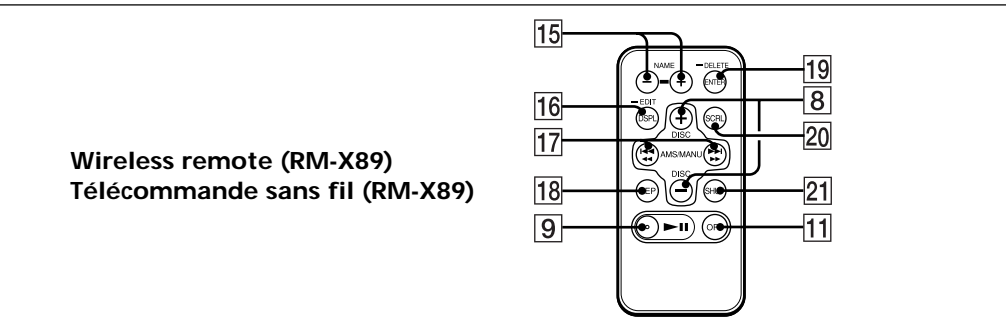 15
NAME
DELETE
ENTER
19
EDIT
DSPL
8
16
DISC
SCRL
20
17
AMS/MANU
Wireless remote (RM-X89)
Télécommande sans fil (RM-X89)
DISC
18
21
9
11